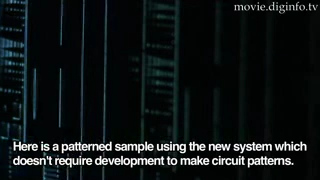 movie.diginfo.tv
Here is a patterned sample using the new system which
doesn't require development to make circuit patterns.